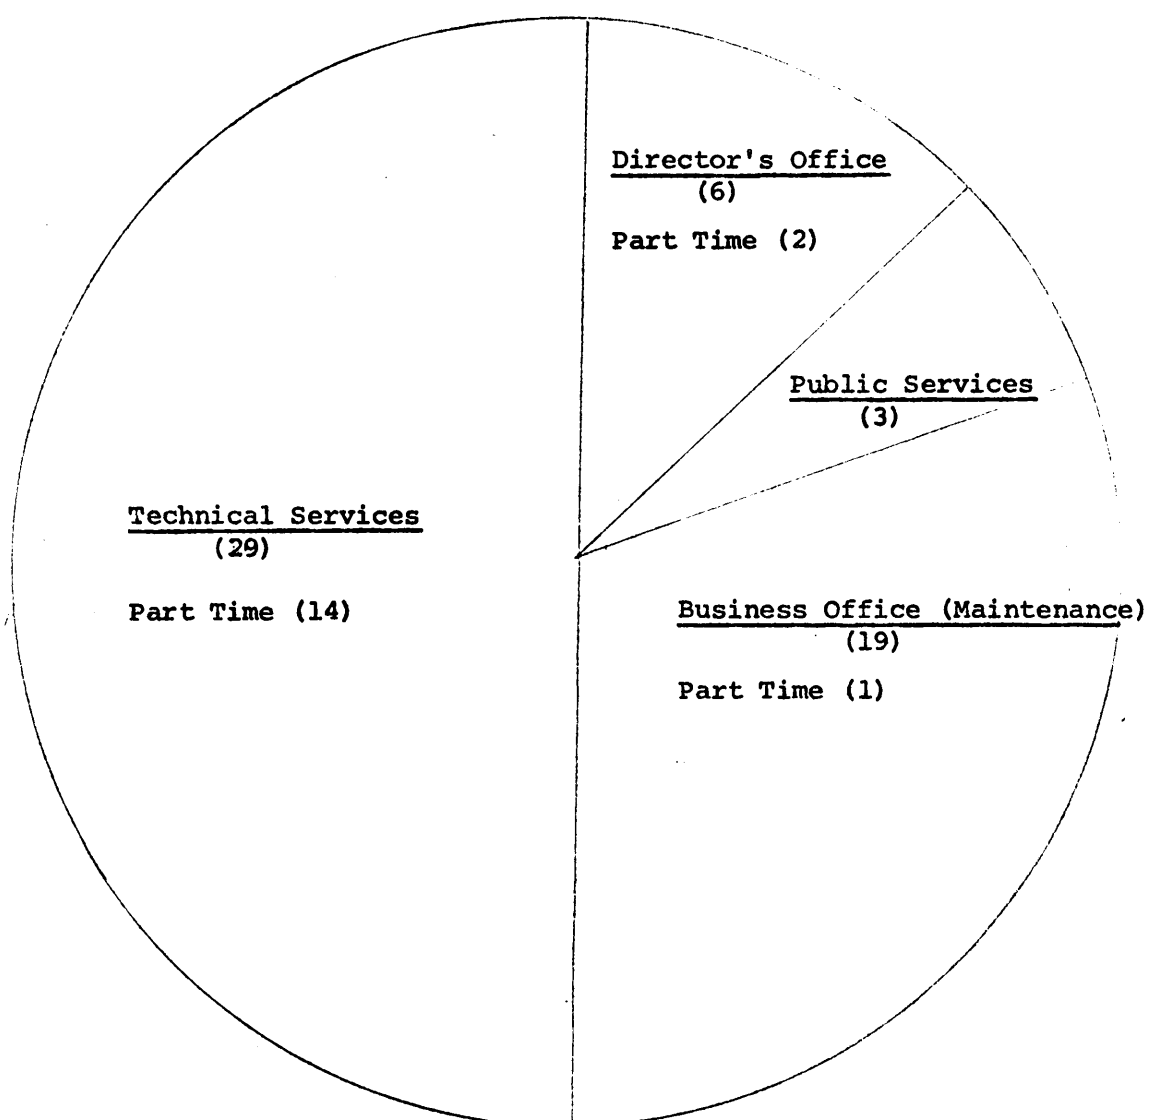 Director's Office
(6)
Part Time (2)
Public Services
(3)
Technical Services
(29)
Part Time (14)
Business Office (Maintenance)
(19)
Part Time (1)